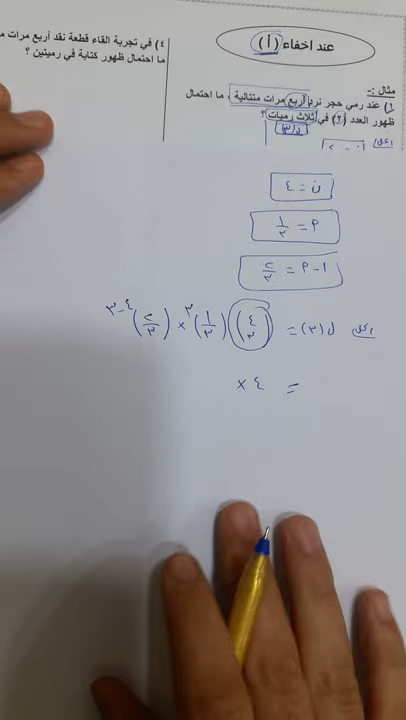 عند اخفاء (أ)
مثال :-
١) عند رمي حجر نرد أربع مرات متتالية ، ما احتمال
ظهور العدد (٢) في ثلاث رميات؟
ل(٣)
الحل
٤) في تجربة القاء قطعة نقد أربع مرات
ما احتمال ظهور كتابة في رميتين ؟
ن = ٤
P = ١/٣
١ - P = ٢/٣
الحل ل(٣) = (٤ ٣) (١/٣)^٣ × (٢/٣)^٤-٣
= ٤ ×